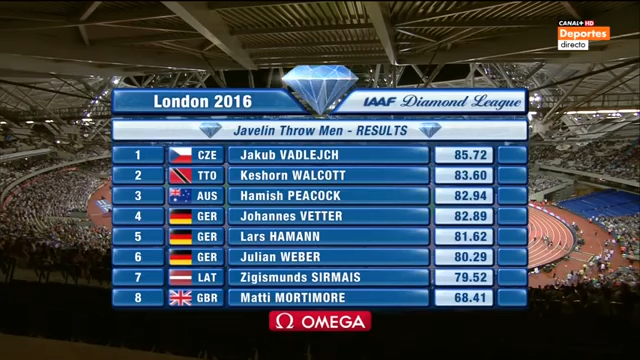 CANAL+ HD
Deportes
directo
London 2016 IAAF Diamond League
Javelin Throw Men - RESULTS
1 CZE Jakub VADLEJCH 85.72
2 TTO Keshorn WALCOTT 83.60
3 AUS Hamish PEACOCK 82.94
4 GER Johannes VETTER 82.89
5 GER Lars HAMANN 81.62
6 GER Julian WEBER 80.29
7 LAT Zigismunds SIRMAIS 79.52
8 GBR Matti MORTIMORE 68.41
Ω OMEGA